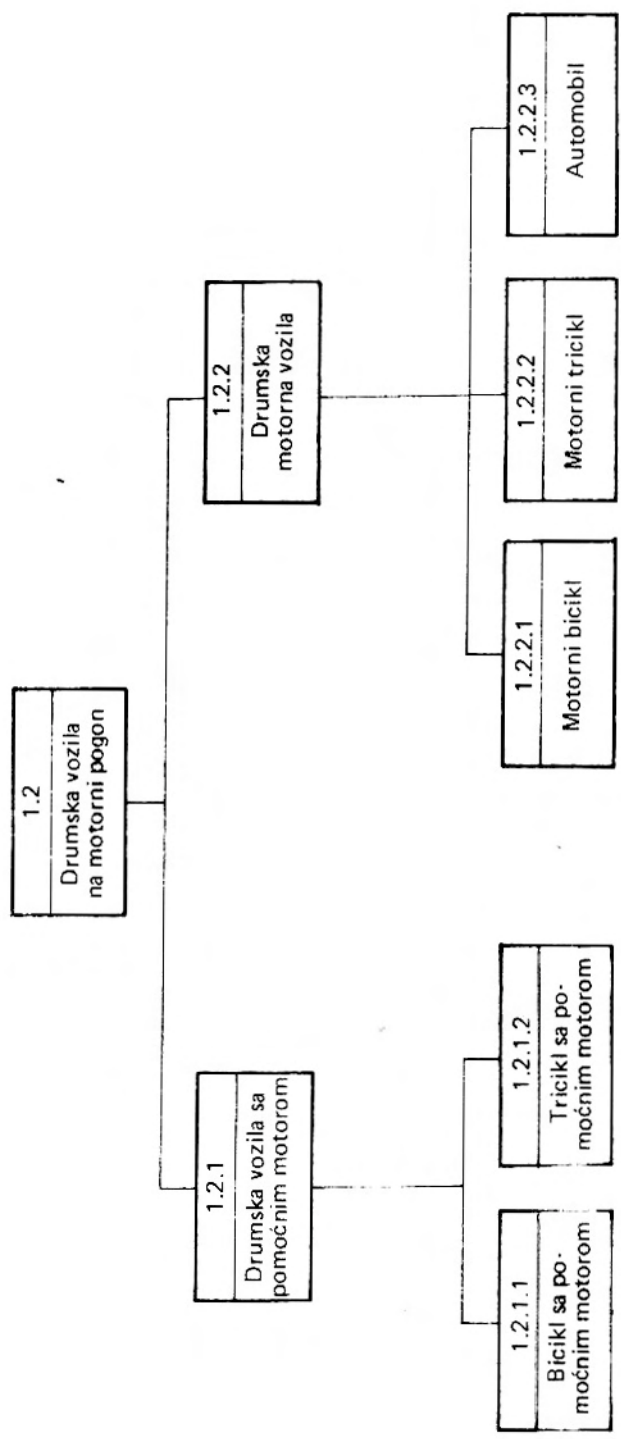 1.2
Drumska vozila
na motorni pogon
1.2.1
Drumska vozila sa
pomoćnim motorom
1.2.2
Drumska
motorna vozila
1.2.1.1
Bicikl sa po-
moćnim motorom
1.2.1.2
Tricikl sa po-
moćnim motorom
1.2.2.1
Motorni bicikl
1.2.2.2
Motorni tricikl
1.2.2.3
Automobil